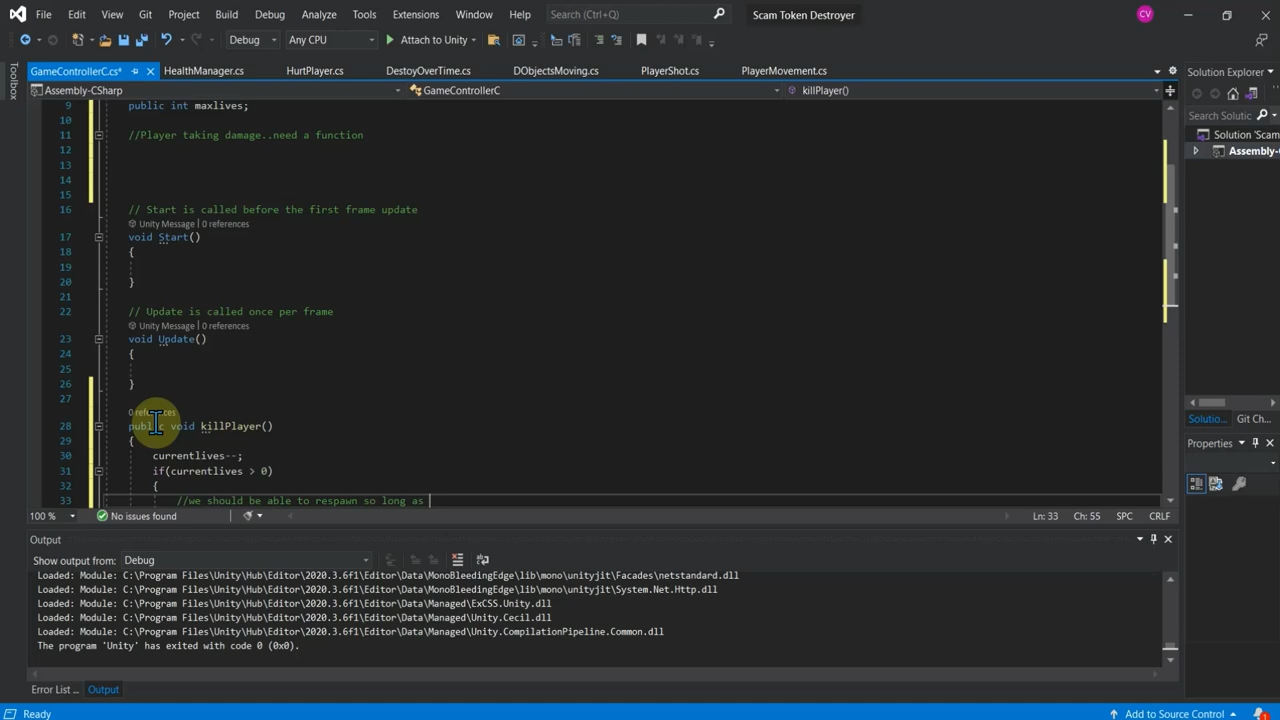 File Edit View Git Project Build Debug Analyze Tools Extensions Window Help Search (Ctrl+Q) Scam Token Destroyer CV
Debug Any CPU Attach to Unity
Toolbox
GameControllerC.cs* HealthManager.cs HurtPlayer.cs DestoyOverTime.cs DObjectsMoving.cs PlayerShot.cs PlayerMovement.cs
Assembly-CSharp GameControllerC killPlayer()
9 public int maxlives;
10
11 //Player taking damage..need a function
12
13
14
15
16 // Start is called before the first frame update
Unity Message | 0 references
17 void Start()
18 {
19
20 }
21
22 // Update is called once per frame
Unity Message | 0 references
23 void Update()
24 {
25
26 }
27
0 references
28 public void killPlayer()
29 {
30 currentlives--;
31 if(currentlives > 0)
32 {
33 //we should be able to respawn so long as
100 % No issues found Ln: 33 Ch: 55 SPC CRLF
Output
Show output from: Debug
Loaded: Module: C:\Program Files\Unity\Hub\Editor\2020.3.6f1\Editor\Data\MonoBleedingEdge\lib\mono\unityjit\Facades\netstandard.dll
Loaded: Module: C:\Program Files\Unity\Hub\Editor\2020.3.6f1\Editor\Data\MonoBleedingEdge\lib\mono\unityjit\System.Net.Http.dll
Loaded: Module: C:\Program Files\Unity\Hub\Editor\2020.3.6f1\Editor\Data\Managed\ExCSS.Unity.dll
Loaded: Module: C:\Program Files\Unity\Hub\Editor\2020.3.6f1\Editor\Data\Managed\Unity.Cecil.dll
Loaded: Module: C:\Program Files\Unity\Hub\Editor\2020.3.6f1\Editor\Data\Managed\Unity.CompilationPipeline.Common.dll
The program 'Unity' has exited with code 0 (0x0).
Error List ... Output
Solution Explorer
Search Solutic
Solution 'Scam
Assembly-
Solutio... Git Ch...
Properties
Ready Add to Source Control